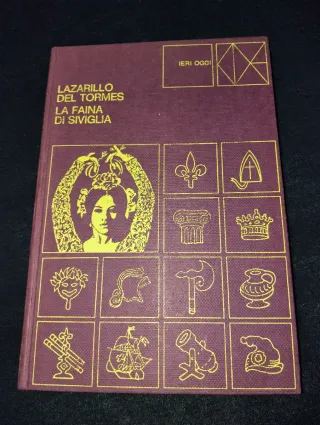 IERI OGGI
LAZARILLO
DEL TORMES
LA FAINA
DI SIVIGLIA